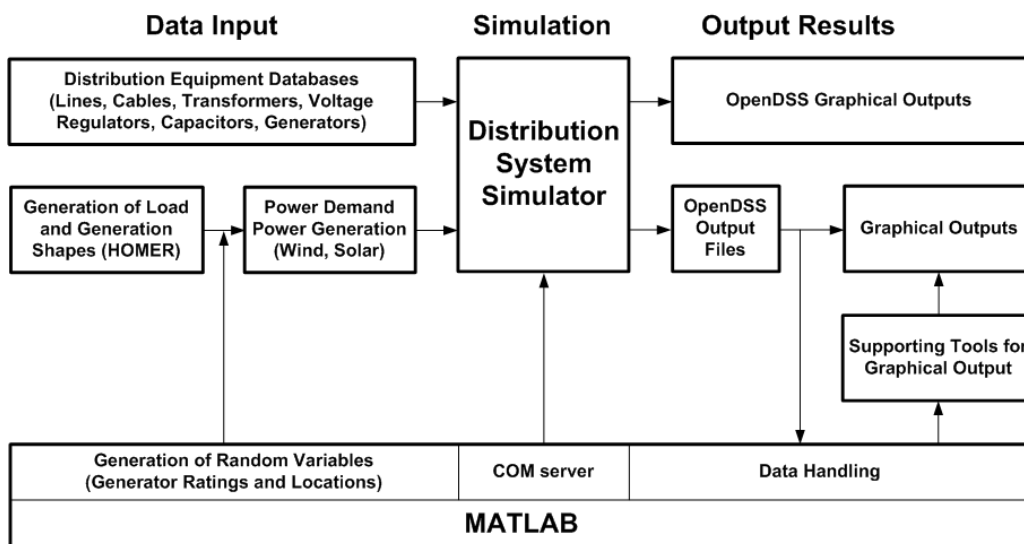 Data Input
Simulation
Output Results
Distribution Equipment Databases
(Lines, Cables, Transformers, Voltage
Regulators, Capacitors, Generators)
Distribution
System
Simulator
OpenDSS Graphical Outputs
Generation of Load
and Generation
Shapes (HOMER)
Power Demand
Power Generation
(Wind, Solar)
OpenDSS
Output
Files
Graphical Outputs
Supporting Tools for
Graphical Output
Generation of Random Variables
(Generator Ratings and Locations)
COM server
Data Handling
MATLAB